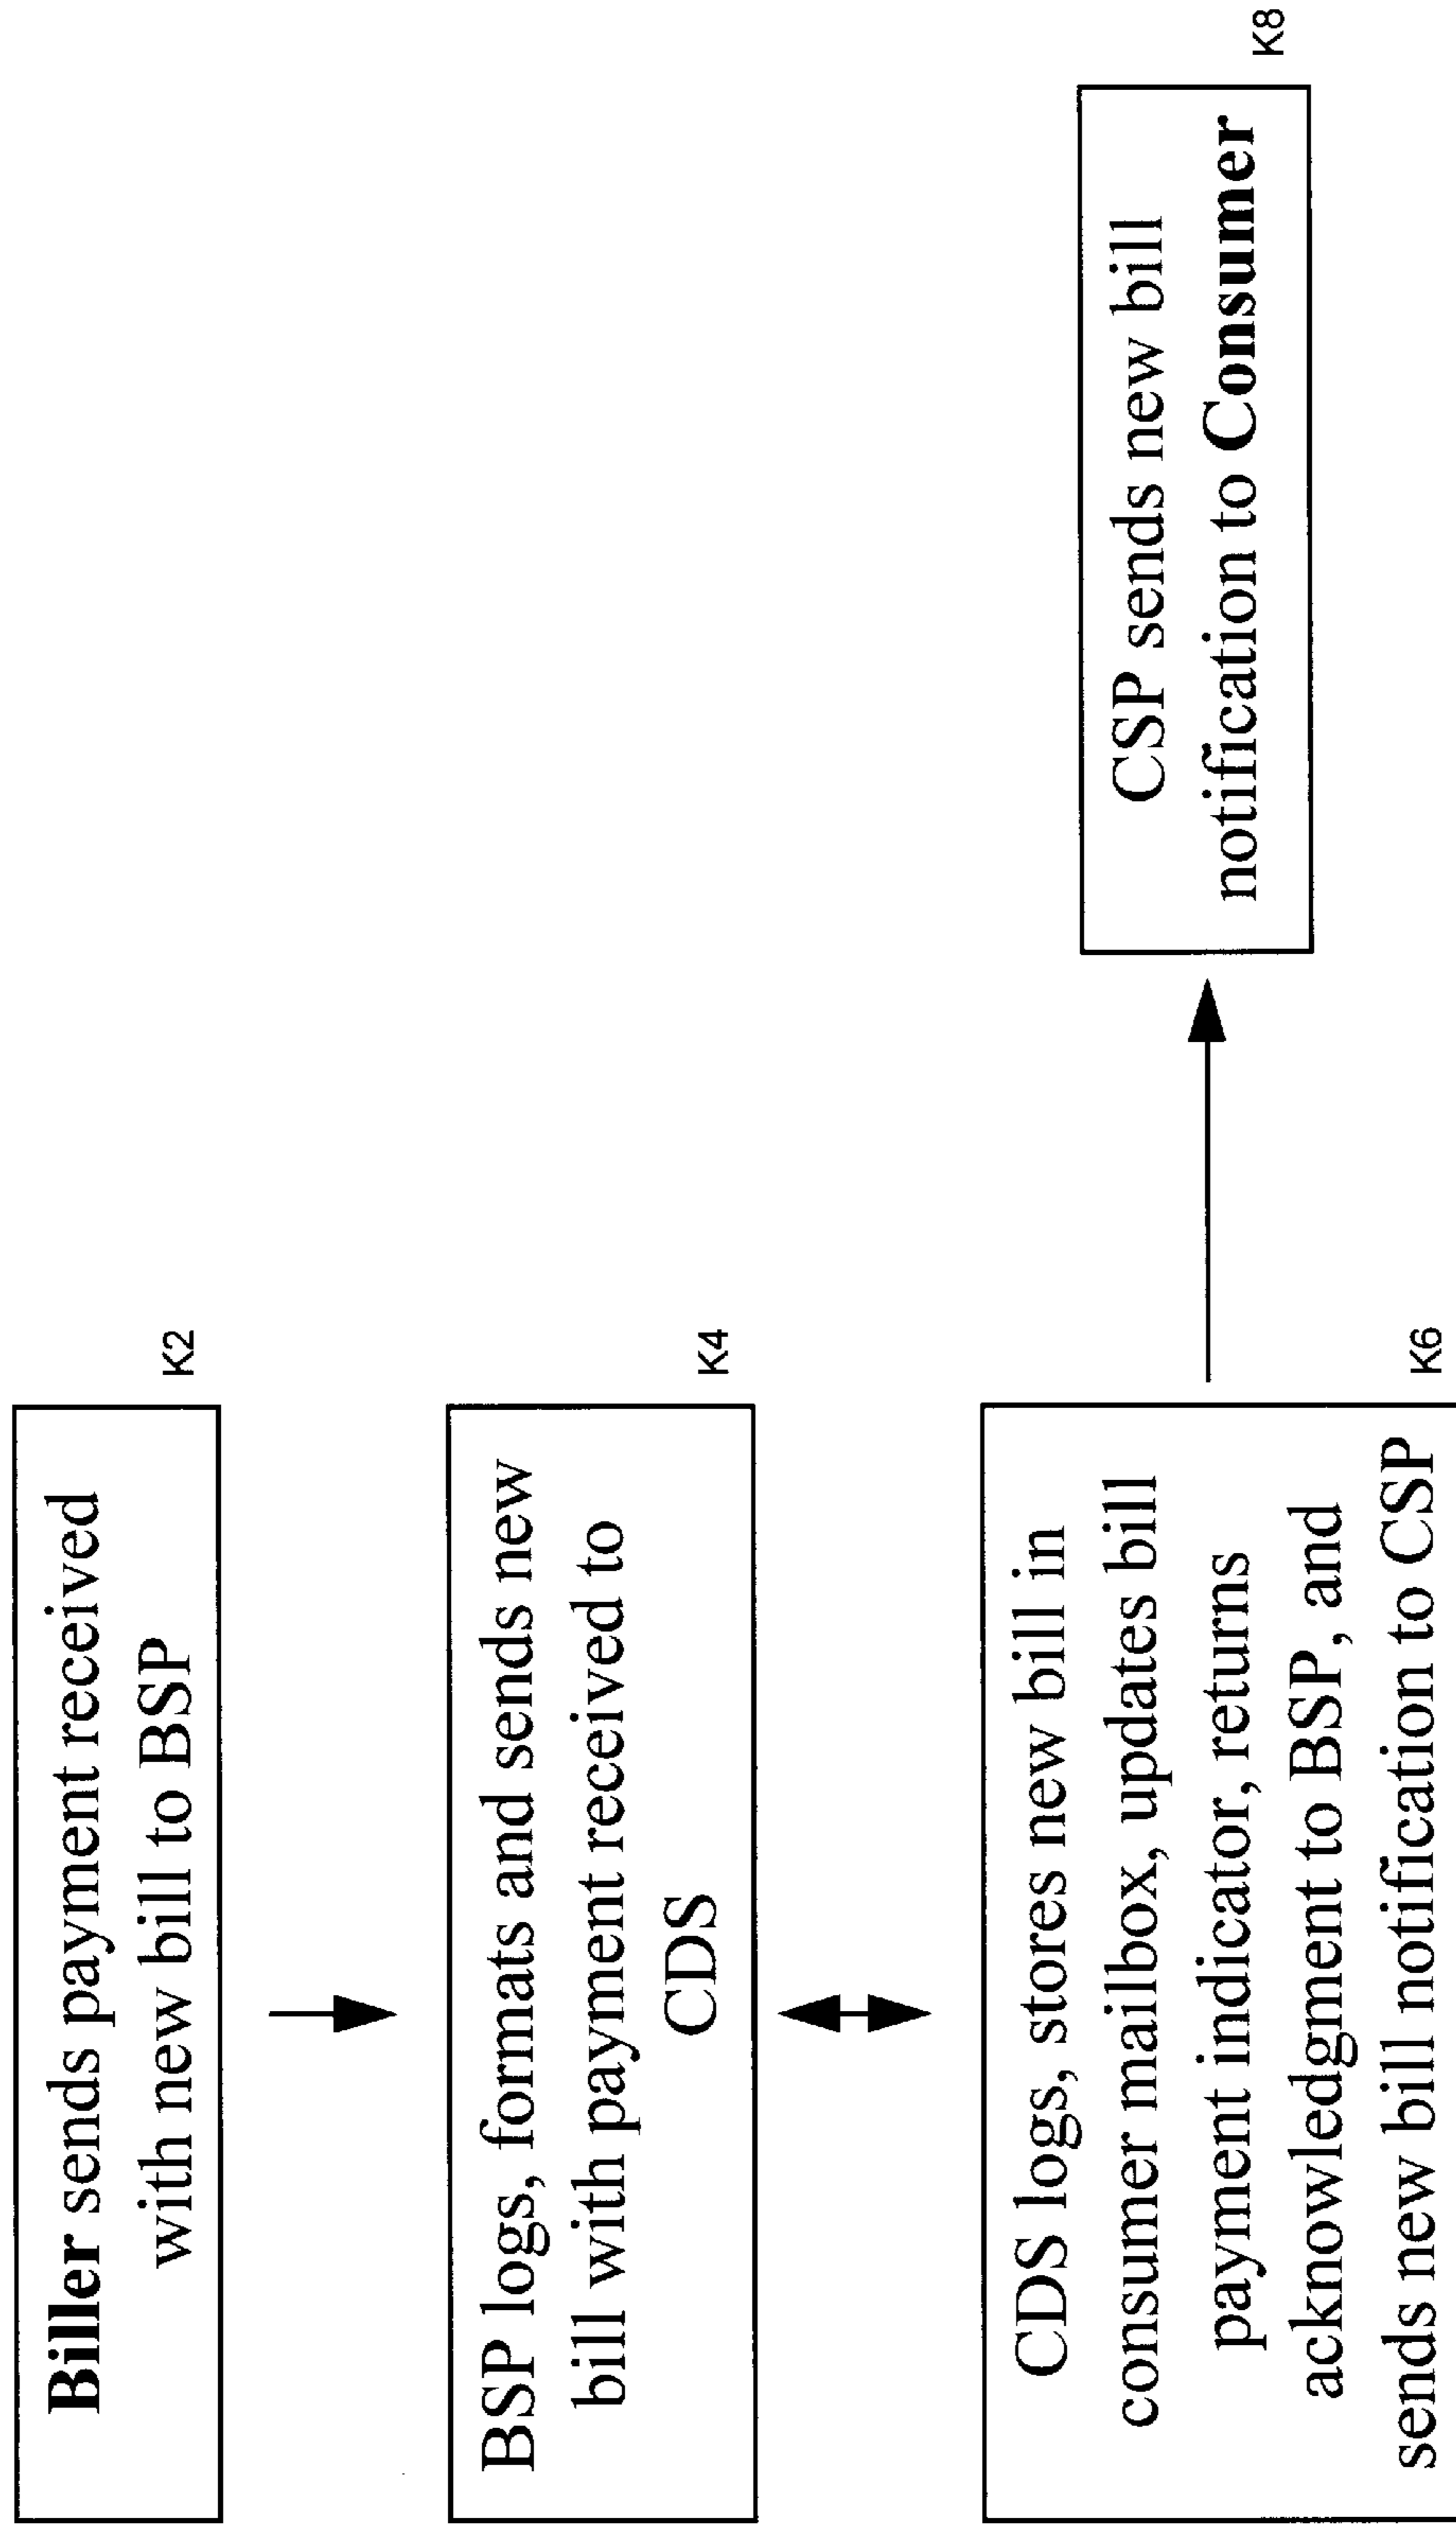 Biller sends payment received
with new bill to BSP
K2
BSP logs, formats and sends new
bill with payment received to
CDS
K4
CDS logs, stores new bill in
consumer mailbox, updates bill
payment indicator, returns
acknowledgment to BSP, and
sends new bill notification to CSP
K6
CSP sends new bill
notification to Consumer
K8